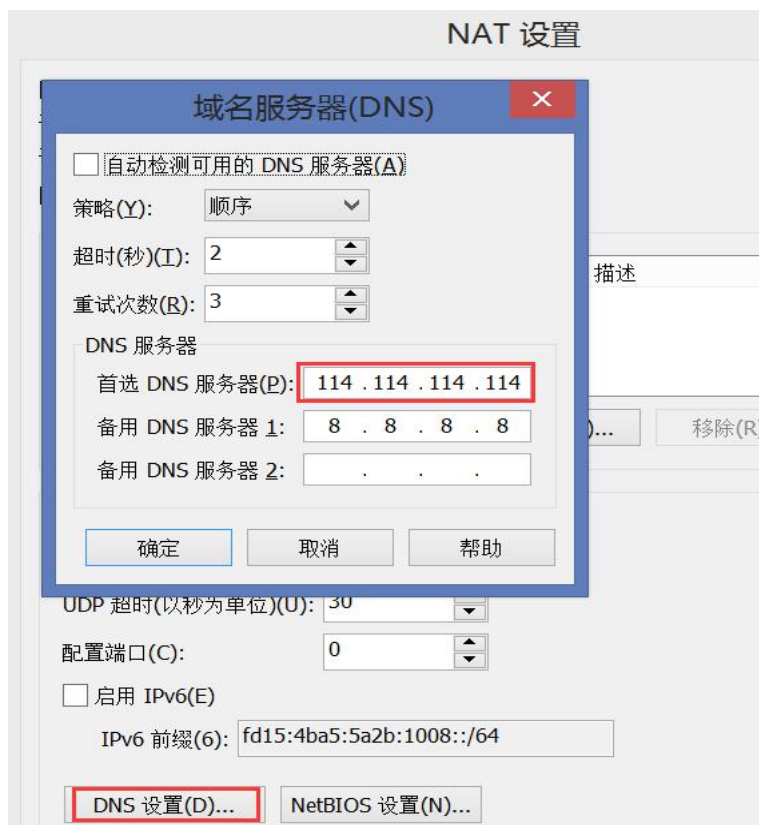 NAT 设置
域名服务器(DNS)
自动检测可用的 DNS 服务器(A)
策略(Y): 顺序
超时(秒)(T): 2
重试次数(R): 3
描述
DNS 服务器
首选 DNS 服务器(P): 114 . 114 . 114 . 114
备用 DNS 服务器 1: 8 . 8 . 8 . 8
)... 移除(R)
备用 DNS 服务器 2: . . .
确定 取消 帮助
UDP 超时(以秒为单位)(U): 30
配置端口(C): 0
启用 IPv6(E)
IPv6 前缀(6): fd15:4ba5:5a2b:1008::/64
DNS 设置(D)... NetBIOS 设置(N)...